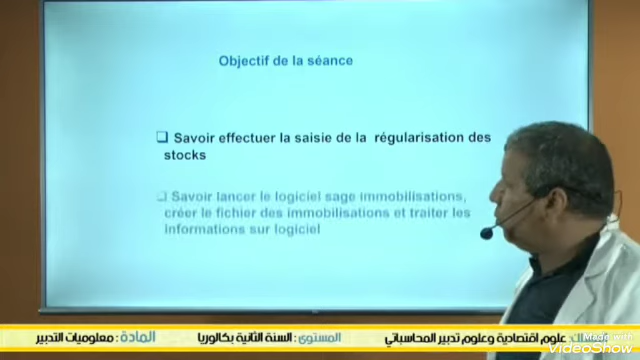 Objectif de la séance
❑ Savoir effectuer la saisie de la régularisation des
stocks
❑ Savoir lancer le logiciel sage immobilisations,
créer le fichier des immobilisations et traiter les
informations sur logiciel
علوم اقتصادية وعلوم تدبير المحاسباتي المستوى : السنة الثانية بكالوريا المادة : معلوميات التدبير
Made with
VideoShow